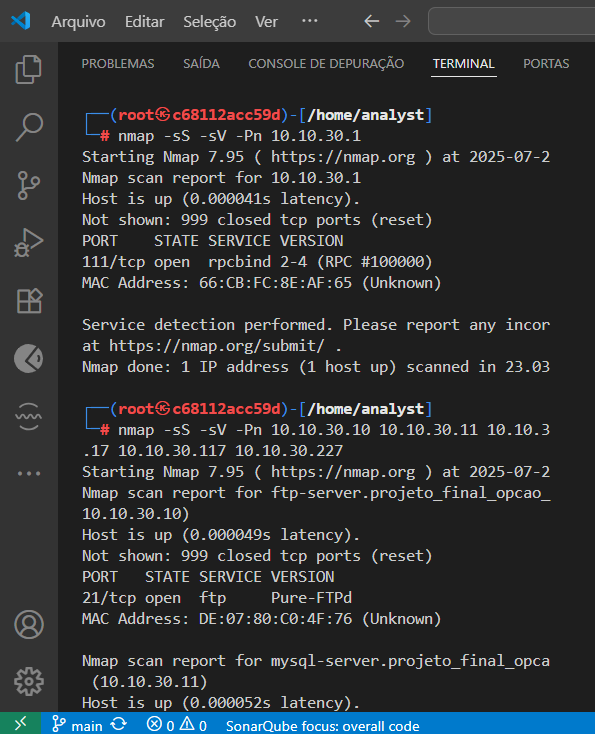 Arquivo Editar Seleção Ver ···
PROBLEMAS SAÍDA CONSOLE DE DEPURAÇÃO TERMINAL PORTAS
┌──(root㉿c68112acc59d)-[/home/analyst]
└─# nmap -sS -sV -Pn 10.10.30.1
Starting Nmap 7.95 ( https://nmap.org ) at 2025-07-2
Nmap scan report for 10.10.30.1
Host is up (0.000041s latency).
Not shown: 999 closed tcp ports (reset)
PORT    STATE SERVICE VERSION
111/tcp open  rpcbind 2-4 (RPC #100000)
MAC Address: 66:CB:FC:8E:AF:65 (Unknown)

Service detection performed. Please report any incor
at https://nmap.org/submit/ .
Nmap done: 1 IP address (1 host up) scanned in 23.03

┌──(root㉿c68112acc59d)-[/home/analyst]
└─# nmap -sS -sV -Pn 10.10.30.10 10.10.30.11 10.10.3
.17 10.10.30.117 10.10.30.227
Starting Nmap 7.95 ( https://nmap.org ) at 2025-07-2
Nmap scan report for ftp-server.projeto_final_opcao_
10.10.30.10)
Host is up (0.000049s latency).
Not shown: 999 closed tcp ports (reset)
PORT   STATE SERVICE VERSION
21/tcp open  ftp     Pure-FTPd
MAC Address: DE:07:80:C0:4F:76 (Unknown)

Nmap scan report for mysql-server.projeto_final_opca
 (10.10.30.11)
Host is up (0.000052s latency).
main 0 0 SonarQube focus: overall code